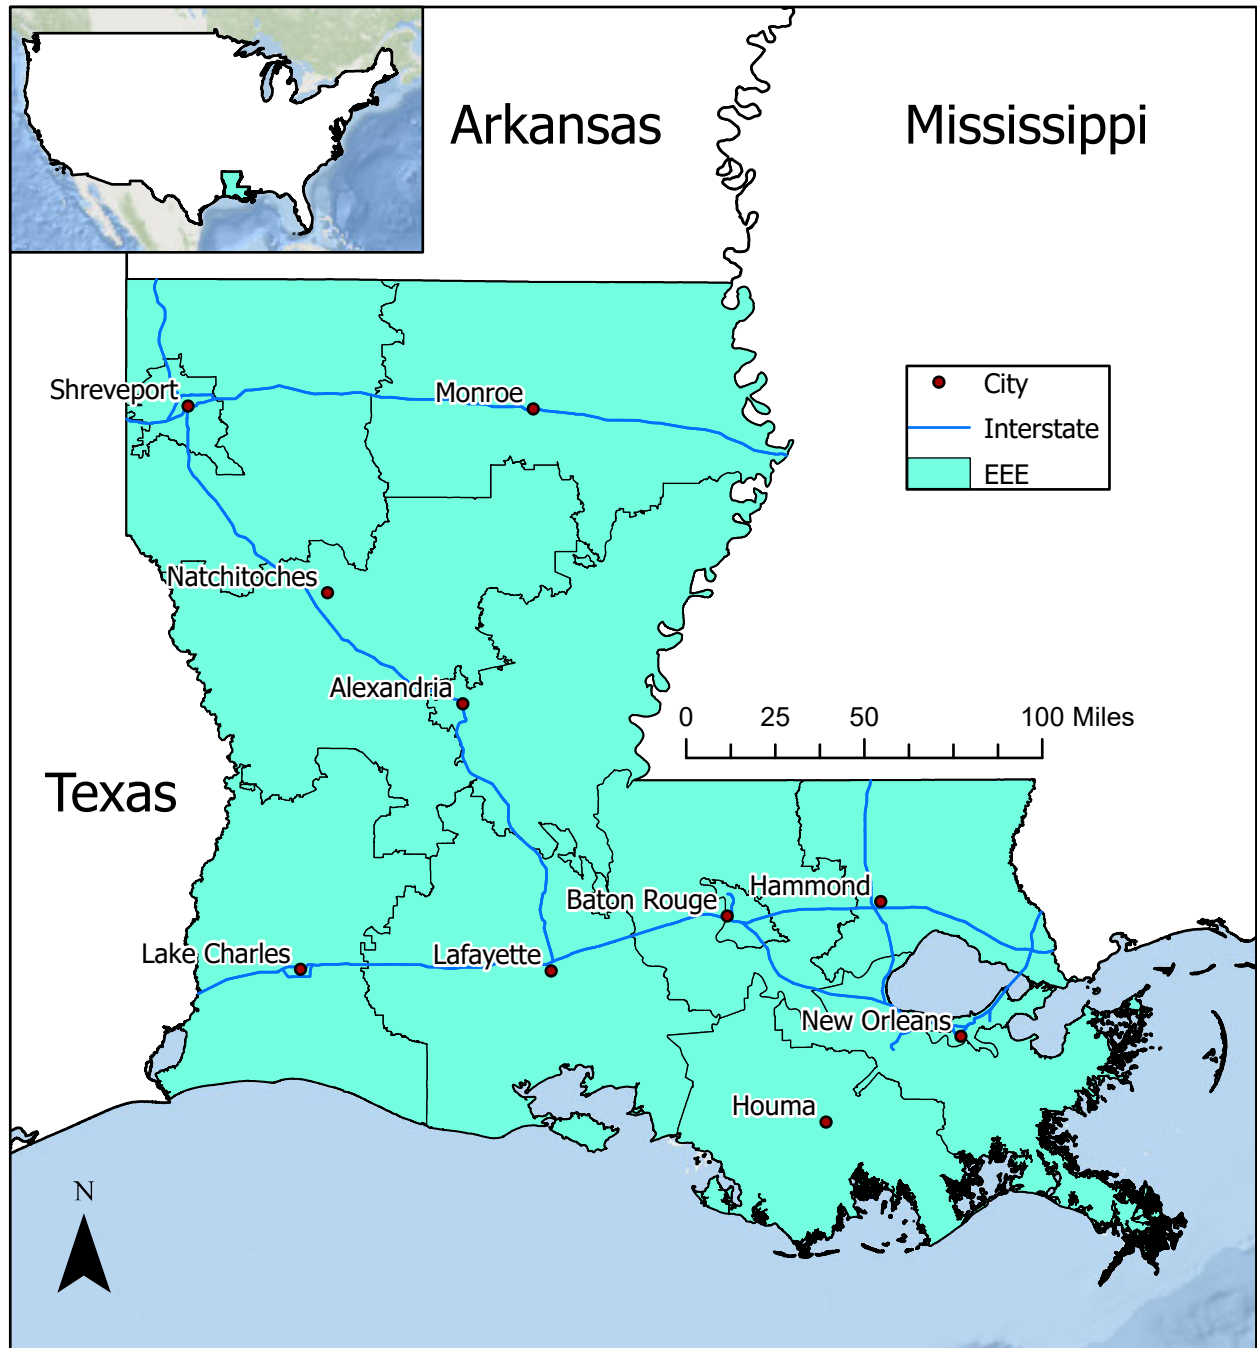 Arkansas
Mississippi
Shreveport
Monroe
City
Interstate
EEE
Natchitoches
Alexandria
0 25 50 100 Miles
Texas
Baton Rouge
Hammond
Lake Charles
Lafayette
New Orleans
Houma
N